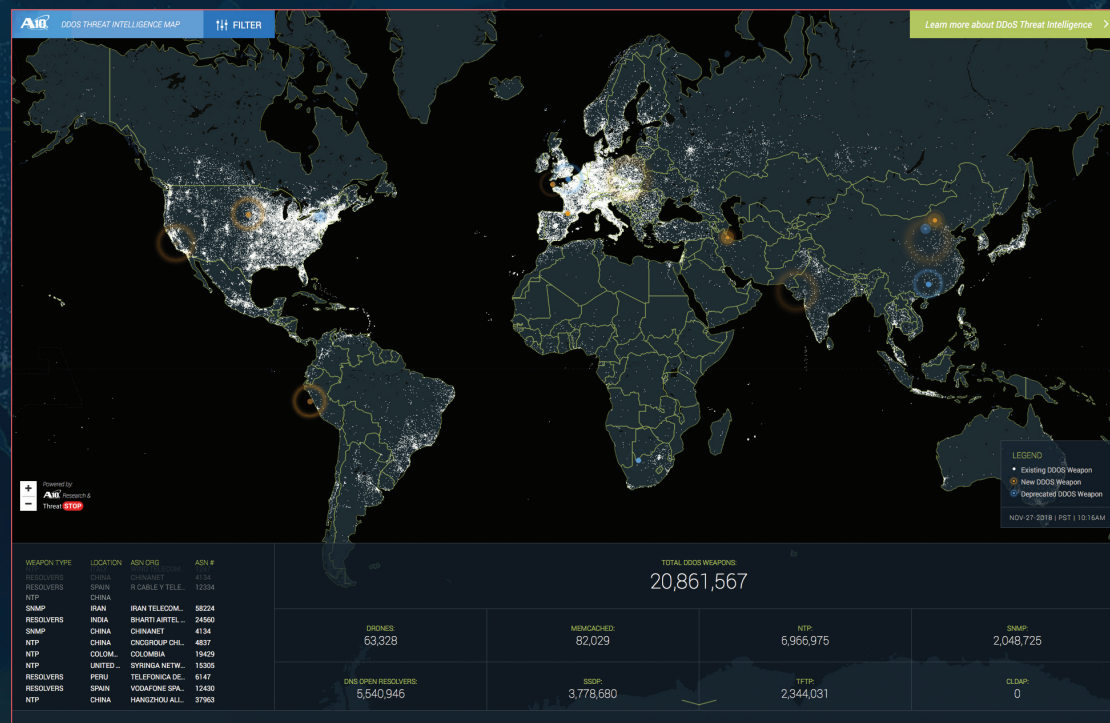 A10 DDOS THREAT INTELLIGENCE MAP
FILTER
Learn more about DDoS Threat Intelligence >
+
-
Powered by:
A10 Research &
Threat STOP
LEGEND
Existing DDOS Weapon
New DDOS Weapon
Deprecated DDOS Weapon
NOV-27-2018 | PST | 10:16AM
WEAPON TYPE LOCATION ASN ORG ASN #
RESOLVERS CHINA CHINANET 4134
RESOLVERS SPAIN R CABLE Y TELE... 12334
NTP CHINA
SNMP IRAN IRAN TELECOM... 58224
RESOLVERS INDIA BHARTI AIRTEL ... 24560
SNMP CHINA CHINANET 4134
NTP CHINA CNCGROUP CHI... 4837
NTP COLOM... COLOMBIA 19429
NTP UNITED ... SYRINGA NETW... 15305
RESOLVERS PERU TELEFONICA DE... 6147
RESOLVERS SPAIN VODAFONE SPA... 12430
NTP CHINA HANGZHOU ALI... 37963
TOTAL DDOS WEAPONS:
20,861,567
DRONES: MEMCACHED: NTP: SNMP:
63,328 82,029 6,966,975 2,048,725
DNS OPEN RESOLVERS: SSDP: TFTP: CLDAP:
5,540,946 3,778,680 2,344,031 0